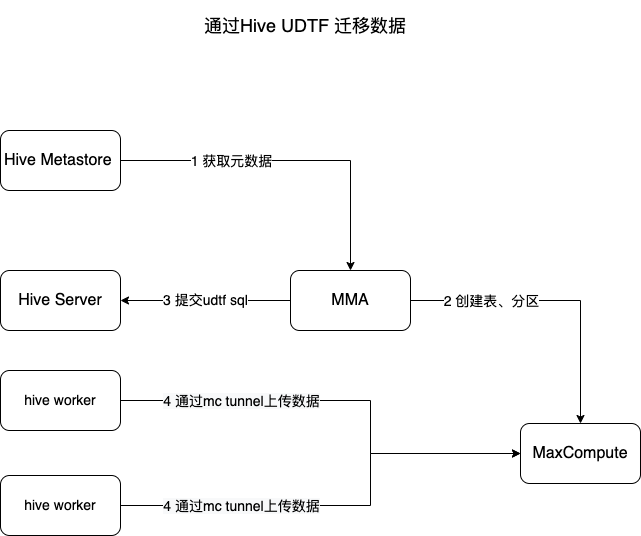 通过Hive UDTF 迁移数据
Hive Metastore
1 获取元数据
Hive Server
3 提交udtf sql
MMA
2 创建表、分区
hive worker
4 通过mc tunnel上传数据
MaxCompute
hive worker
4 通过mc tunnel上传数据